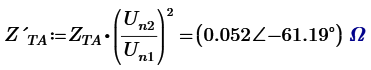 Z´TA := ZTA • (Un2 / Un1)² = (0.052∠−61.19°) Ω